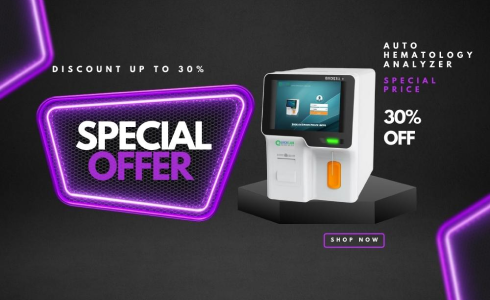 DISCOUNT UP TO 30%
SPECIAL
OFFER
AUTO
HEMATOLOGY
ANALYZER
SPECIAL
PRICE
30%
OFF
SHOP NOW